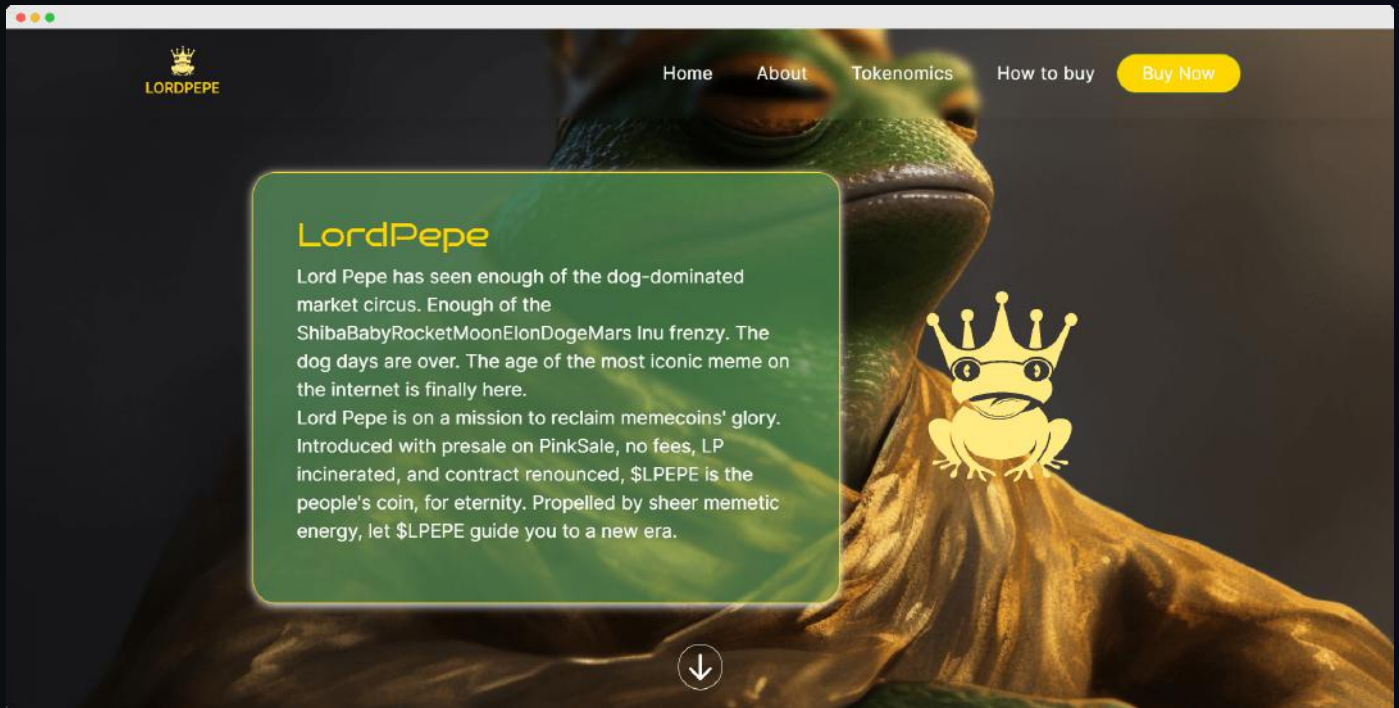 LORDPEPE
Home
About
Tokenomics
How to buy
Buy Now
LordPepe
Lord Pepe has seen enough of the dog-dominated
market circus. Enough of the
ShibaBabyRocketMoonElonDogeMars Inu frenzy. The
dog days are over. The age of the most iconic meme on
the internet is finally here.
Lord Pepe is on a mission to reclaim memecoins' glory.
Introduced with presale on PinkSale, no fees, LP
incinerated, and contract renounced, $LPEPE is the
people's coin, for eternity. Propelled by sheer memetic
energy, let $LPEPE guide you to a new era.